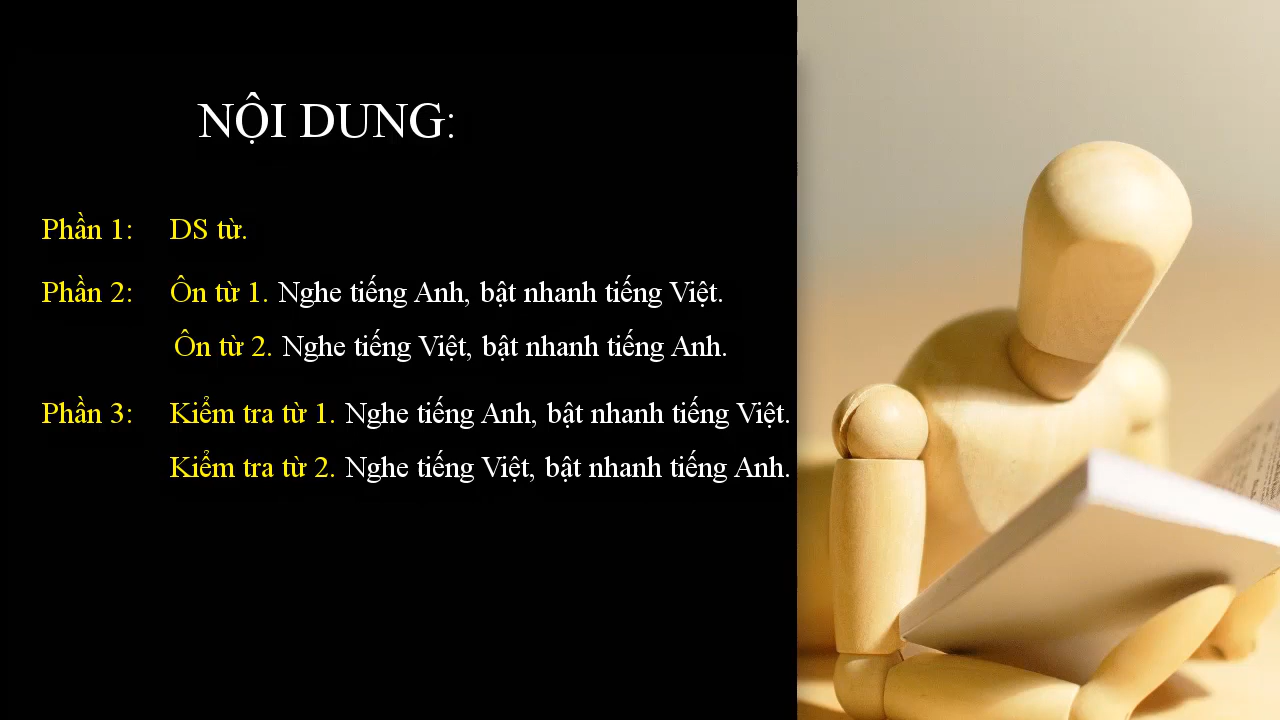 NỘI DUNG:
Phần 1: DS từ.
Phần 2: Ôn từ 1. Nghe tiếng Anh, bật nhanh tiếng Việt.
Ôn từ 2. Nghe tiếng Việt, bật nhanh tiếng Anh.
Phần 3: Kiểm tra từ 1. Nghe tiếng Anh, bật nhanh tiếng Việt.
Kiểm tra từ 2. Nghe tiếng Việt, bật nhanh tiếng Anh.